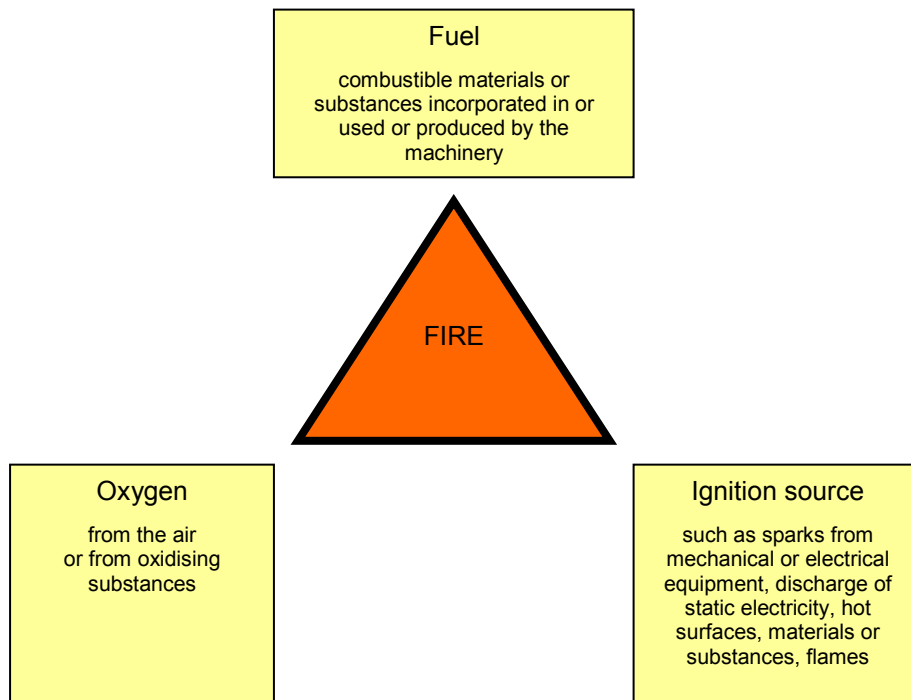 Fuel
combustible materials or
substances incorporated in or
used or produced by the
machinery
FIRE
Oxygen
from the air
or from oxidising
substances
Ignition source
such as sparks from
mechanical or electrical
equipment, discharge of
static electricity, hot
surfaces, materials or
substances, flames